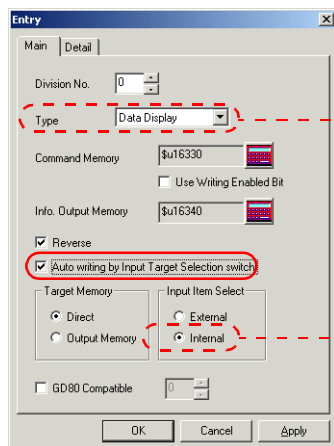 Entry
Main Detail
Division No. 0
Type Data Display
Command Memory $u16330
Use Writing Enabled Bit
Info. Output Memory $u16340
Reverse
Auto writing by Input Target Selection switch
Target Memory Input Item Select
Direct External
Output Memory Internal
GD80 Compatible 0
OK Cancel Apply